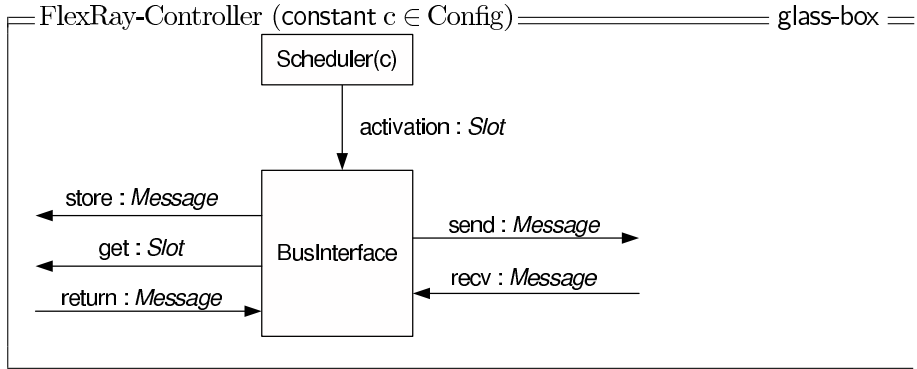 FlexRay-Controller (constant c ∈ Config) glass-box
Scheduler(c)
activation : Slot
store : Message
send : Message
get : Slot
BusInterface
recv : Message
return : Message